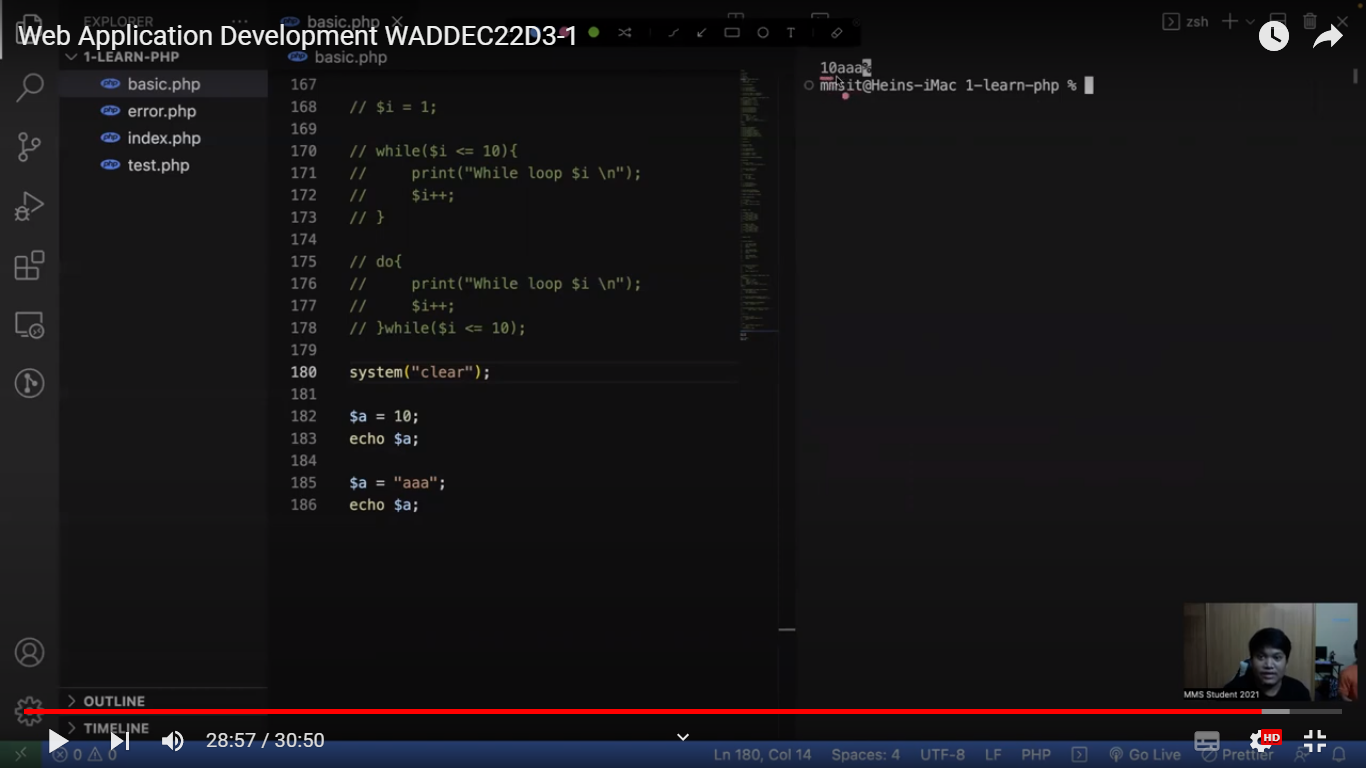 Web Application Development WADDEC22D3-1
EXPLORER
basic.php
zsh
1-LEARN-PHP
basic.php
error.php
index.php
test.php
basic.php
167
168 // $i = 1;
169
170 // while($i <= 10){
171 // print("While loop $i \n");
172 // $i++;
173 // }
174
175 // do{
176 // print("While loop $i \n");
177 // $i++;
178 // }while($i <= 10);
179
180 system("clear");
181
182 $a = 10;
183 echo $a;
184
185 $a = "aaa";
186 echo $a;
10aaa%
mmsit@Heins-iMac 1-learn-php %
MMS Student 2021
OUTLINE
TIMELINE
28:57 / 30:50
HD
0 0
Ln 180, Col 14 Spaces: 4 UTF-8 LF PHP Go Live Prettier